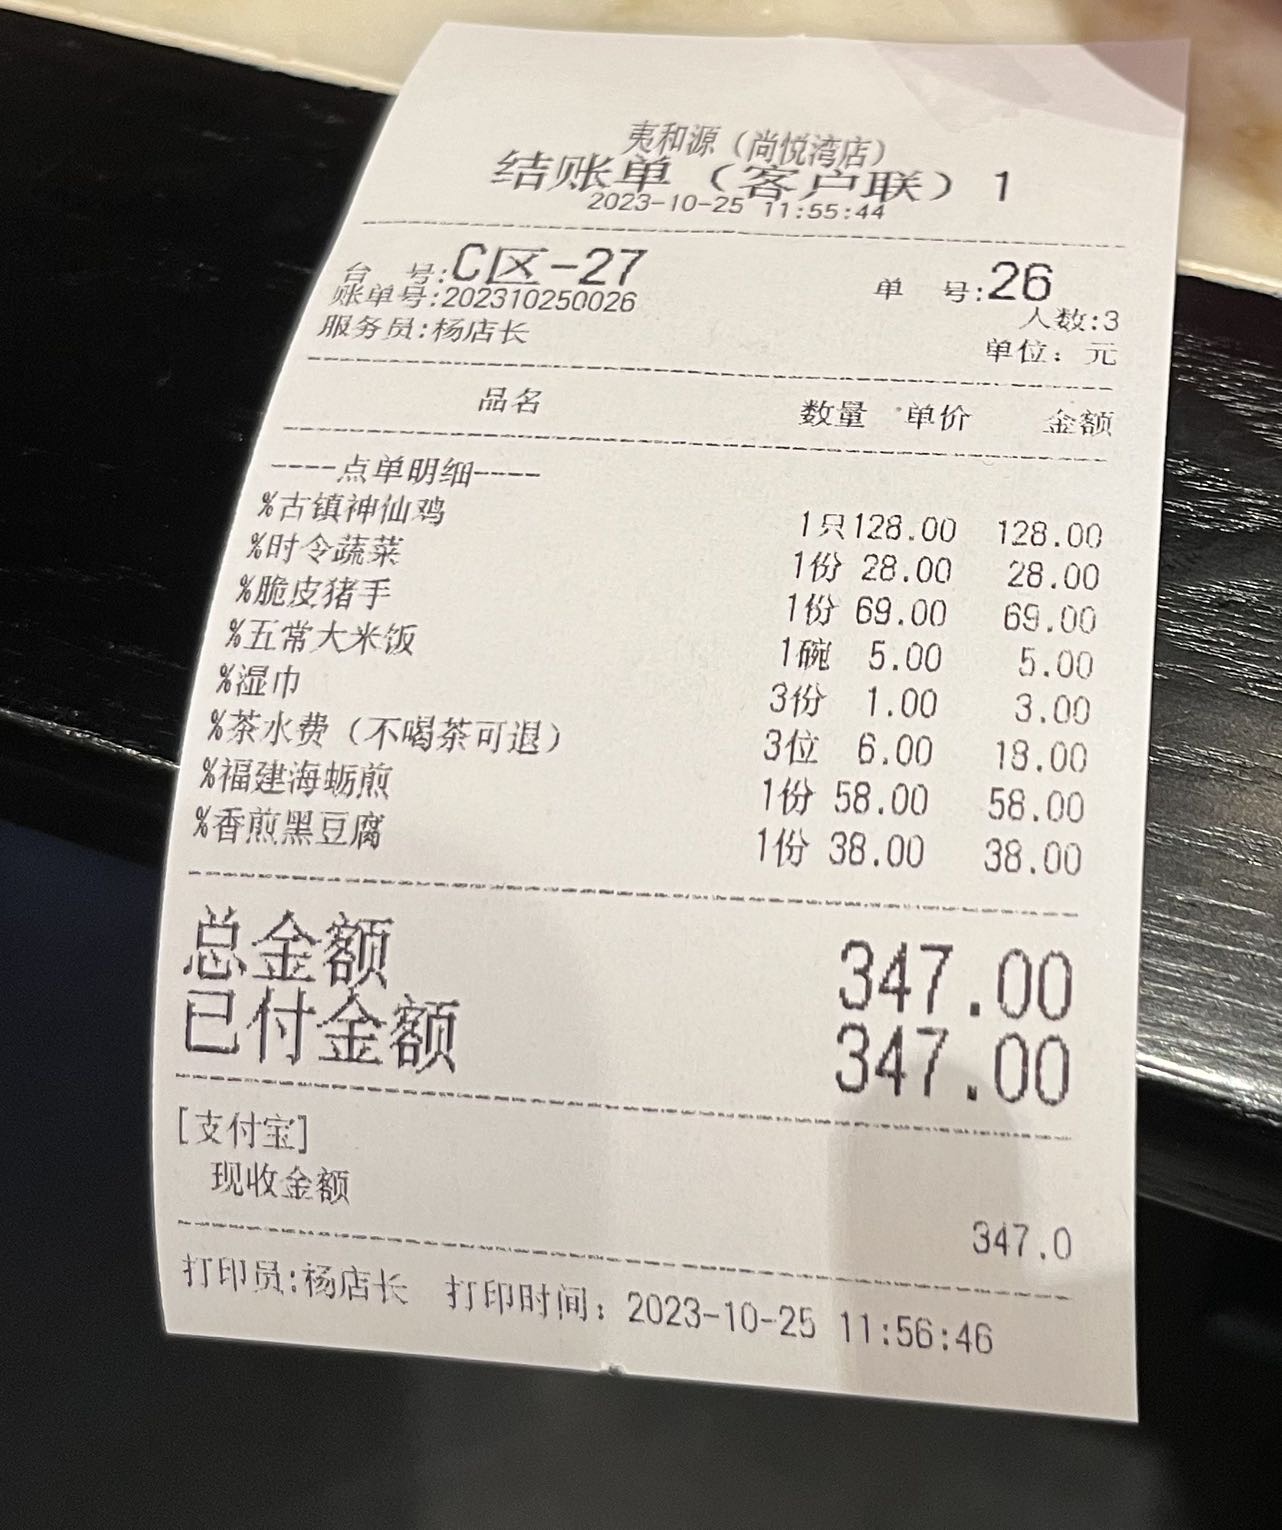 夷和源（尚悦湾店）
结账单（客户联）1
2023-10-25 11:55:44
台 号:C区-27 单 号:26
账单号:202310250026 人数:3
服务员:杨店长 单位：元
品名 数量 单价 金额
----点单明细----
%古镇神仙鸡 1只128.00 128.00
%时令蔬菜 1份 28.00 28.00
%脆皮猪手 1份 69.00 69.00
%五常大米饭 1碗 5.00 5.00
%湿巾 3份 1.00 3.00
%茶水费（不喝茶可退） 3位 6.00 18.00
%福建海蛎煎 1份 58.00 58.00
%香煎黑豆腐 1份 38.00 38.00
总金额 347.00
已付金额 347.00
[支付宝]
现收金额 347.0
打印员:杨店长 打印时间：2023-10-25 11:56:46